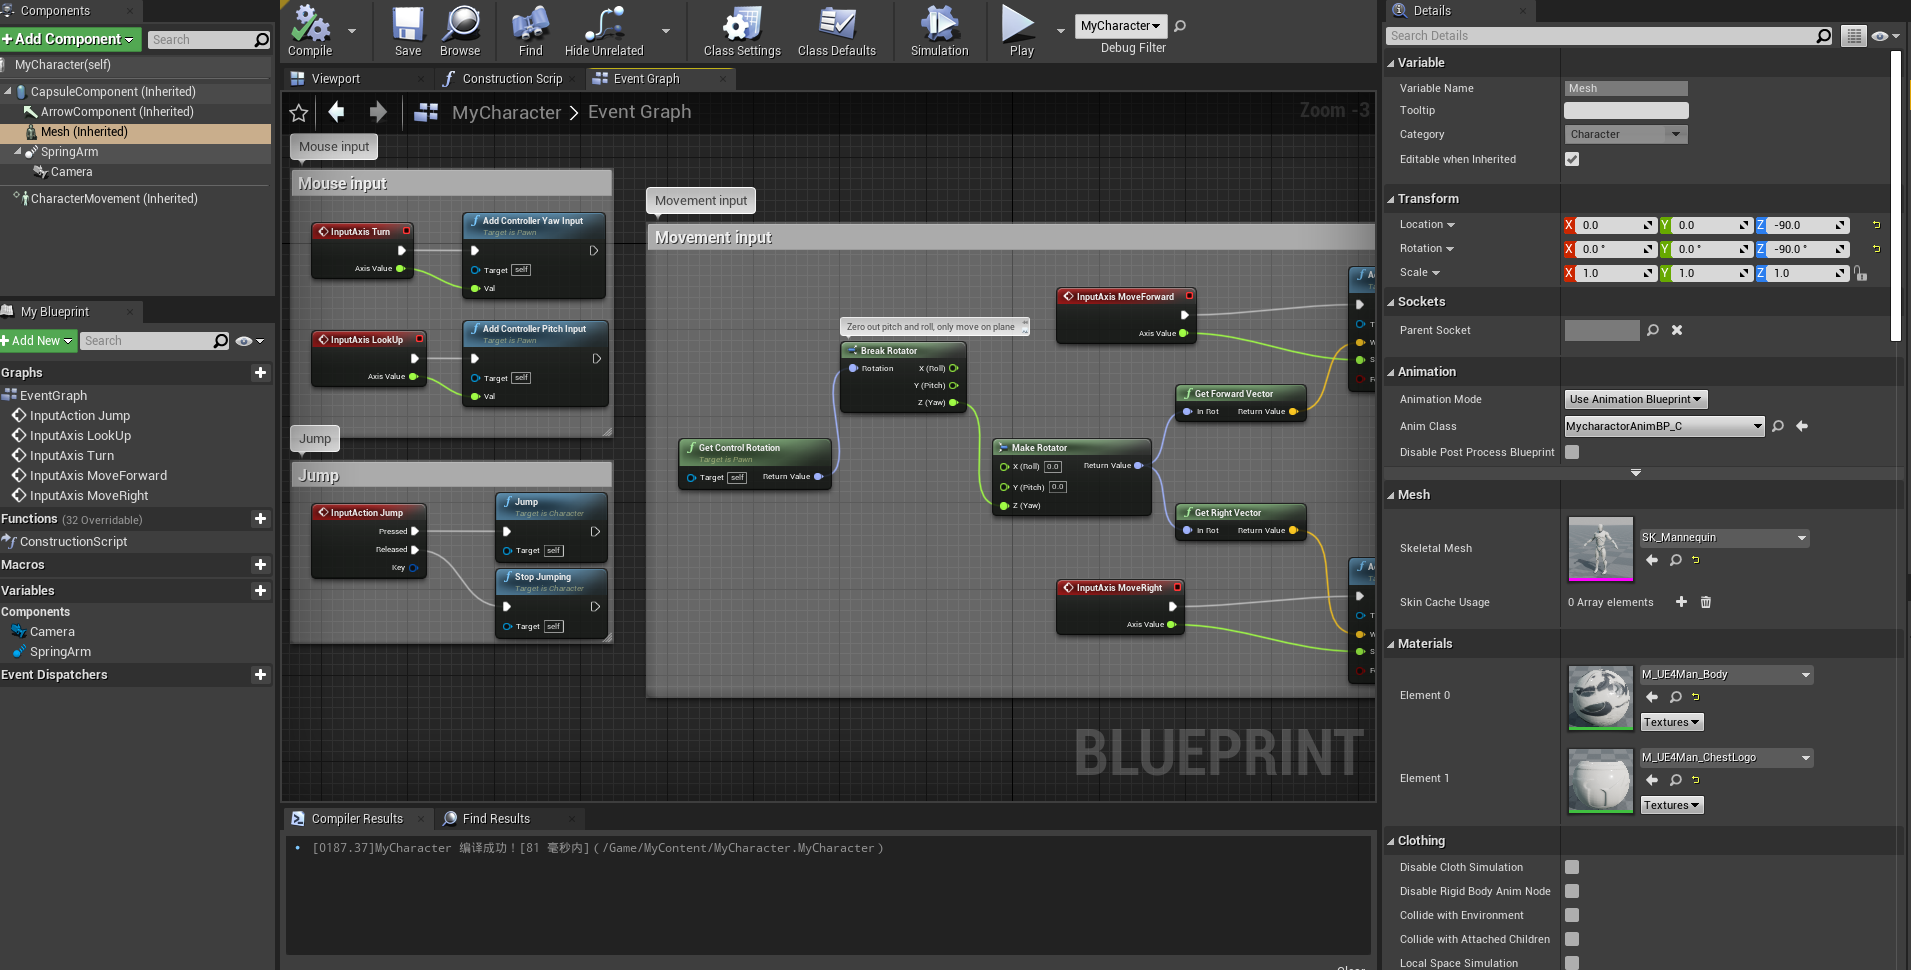 Components
Add Component
Search
MyCharacter(self)
CapsuleComponent (Inherited)
ArrowComponent (Inherited)
Mesh (Inherited)
SpringArm
Camera
CharacterMovement (Inherited)
My Blueprint
Add New
Search
Graphs
EventGraph
InputAction Jump
InputAxis LookUp
InputAxis Turn
InputAxis MoveForward
InputAxis MoveRight
Functions (32 Overridable)
ConstructionScript
Macros
Variables
Components
Camera
SpringArm
Event Dispatchers
Compile
Save
Browse
Find
Hide Unrelated
Class Settings
Class Defaults
Simulation
Play
MyCharacter
Debug Filter
Viewport
Construction Scrip
Event Graph
MyCharacter > Event Graph
Zoom -3
Mouse input
Mouse input
InputAxis Turn
Axis Value
Add Controller Yaw Input
Target is Pawn
Target self
Val
InputAxis LookUp
Axis Value
Add Controller Pitch Input
Target is Pawn
Target self
Val
Jump
Jump
InputAction Jump
Pressed
Released
Key
Jump
Target is Character
Target self
Stop Jumping
Target is Character
Target self
Movement input
Movement input
Zero out pitch and roll, only move on plane
Break Rotator
Rotation
X (Roll)
Y (Pitch)
Z (Yaw)
Get Control Rotation
Target is Pawn
Target self
Return Value
Make Rotator
X (Roll) 0.0
Return Value
Y (Pitch) 0.0
Z (Yaw)
InputAxis MoveForward
Axis Value
Get Forward Vector
In Rot
Return Value
Get Right Vector
In Rot
Return Value
InputAxis MoveRight
Axis Value
BLUEPRINT
Compiler Results
Find Results
[0187.37]MyCharacter 编译成功！[81 毫秒内]（/Game/MyContent/MyCharacter.MyCharacter）
Details
Search Details
Variable
Variable Name
Mesh
Tooltip
Category
Character
Editable when Inherited
Transform
Location
X 0.0 Y 0.0 Z -90.0
Rotation
X 0.0 ° Y 0.0 ° Z -90.0 °
Scale
X 1.0 Y 1.0 Z 1.0
Sockets
Parent Socket
Animation
Animation Mode
Use Animation Blueprint
Anim Class
MycharactorAnimBP_C
Disable Post Process Blueprint
Mesh
Skeletal Mesh
SK_Mannequin
Skin Cache Usage
0 Array elements
Materials
Element 0
M_UE4Man_Body
Textures
Element 1
M_UE4Man_ChestLogo
Textures
Clothing
Disable Cloth Simulation
Disable Rigid Body Anim Node
Collide with Environment
Collide with Attached Children
Local Space Simulation